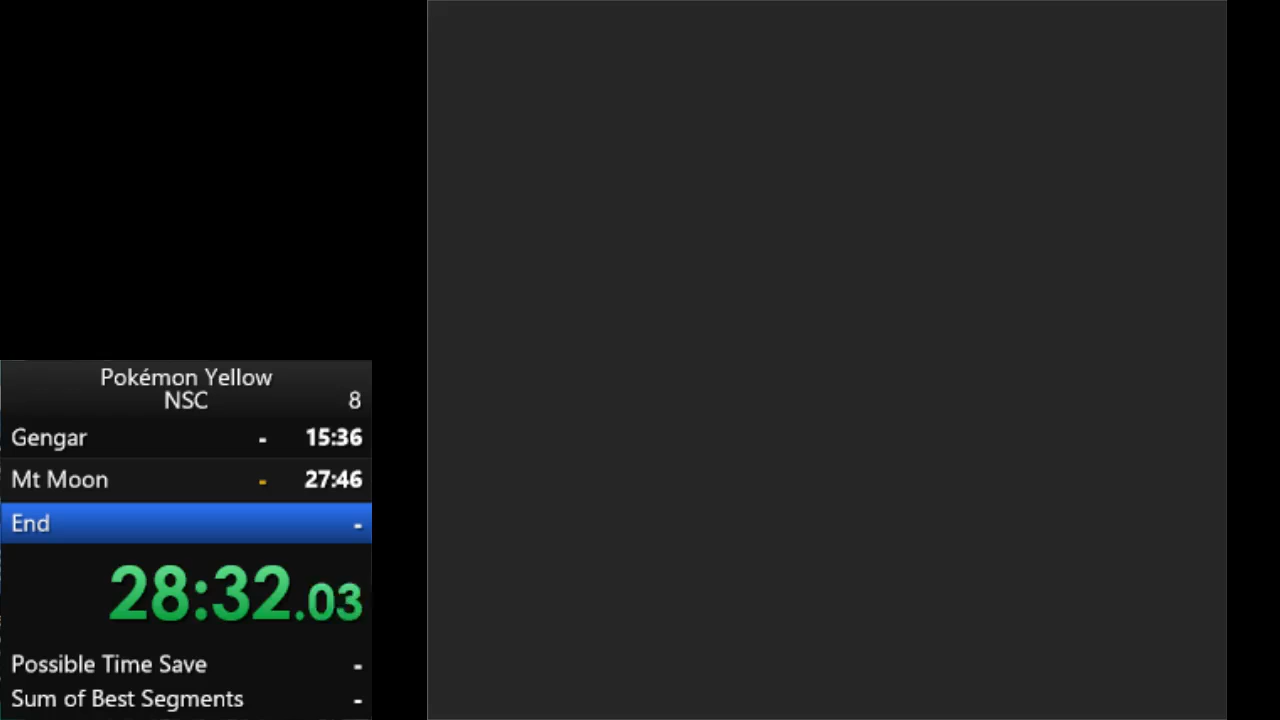 Pokémon Yellow
NSC 8
Gengar - 15:36
Mt Moon - 27:46
End -
28:32.03
Possible Time Save -
Sum of Best Segments -